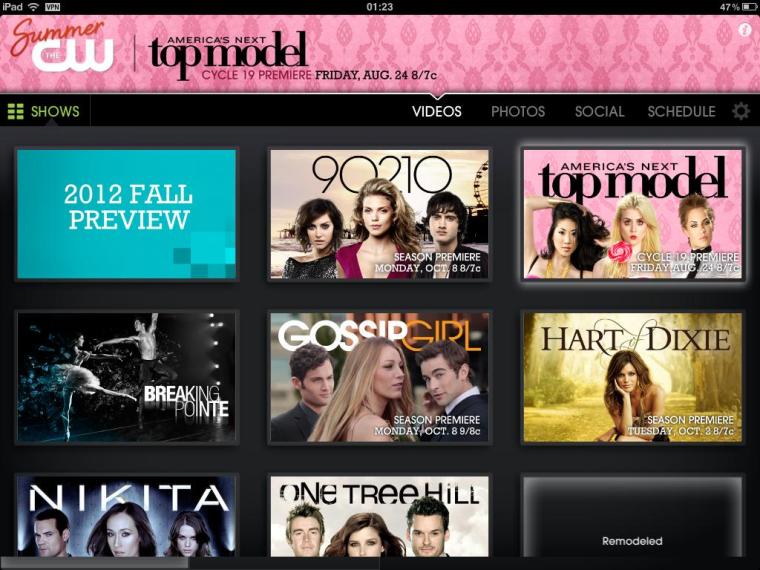 iPad VPN 01:23 47%
Summer
THE
CW
AMERICA'S NEXT
top model
CYCLE 19 PREMIERE FRIDAY, AUG. 24 8/7c
i
SHOWS VIDEOS PHOTOS SOCIAL SCHEDULE
2012 FALL
PREVIEW
90210
SEASON PREMIERE
MONDAY, OCT. 8 8/7c
AMERICA'S NEXT
top model
CYCLE 19 PREMIERE
FRIDAY, AUG. 24 8/7c
BREAKING
POINTE
GOSSIP GIRL
SEASON PREMIERE
MONDAY, OCT. 8 9/8c
HART of DIXIE
SEASON PREMIERE
TUESDAY, OCT. 2 8/7c
NIKITA
ONE TREE HILL
Remodeled